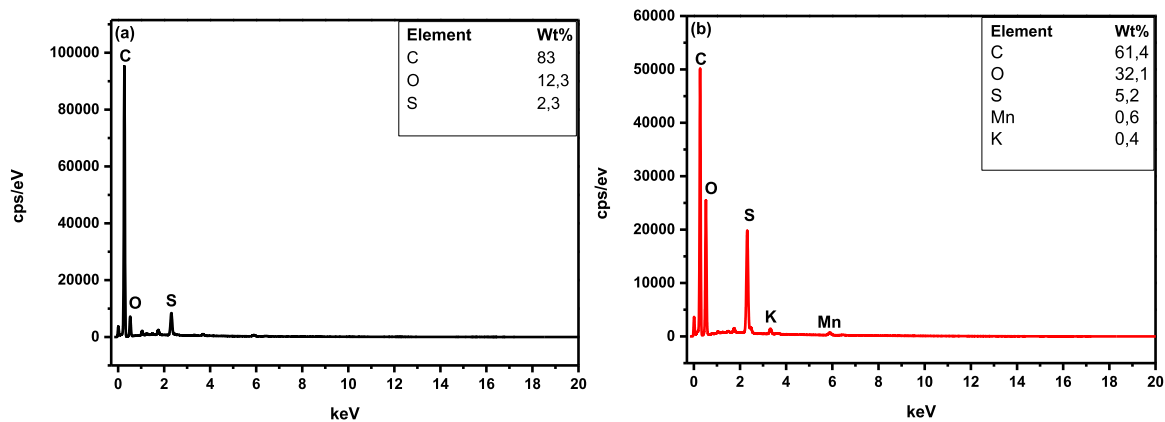 (a)
Element Wt%
C 83
O 12,3
S 2,3
C
O
S
100000
80000
60000
40000
20000
0
cps/eV
0 2 4 6 8 10 12 14 16 18 20
keV
(b)
Element Wt%
C 61,4
O 32,1
S 5,2
Mn 0,6
K 0,4
C
O
S
K
Mn
60000
50000
40000
30000
20000
10000
0
cps/ev
0 2 4 6 8 10 12 14 16 18 20
keV